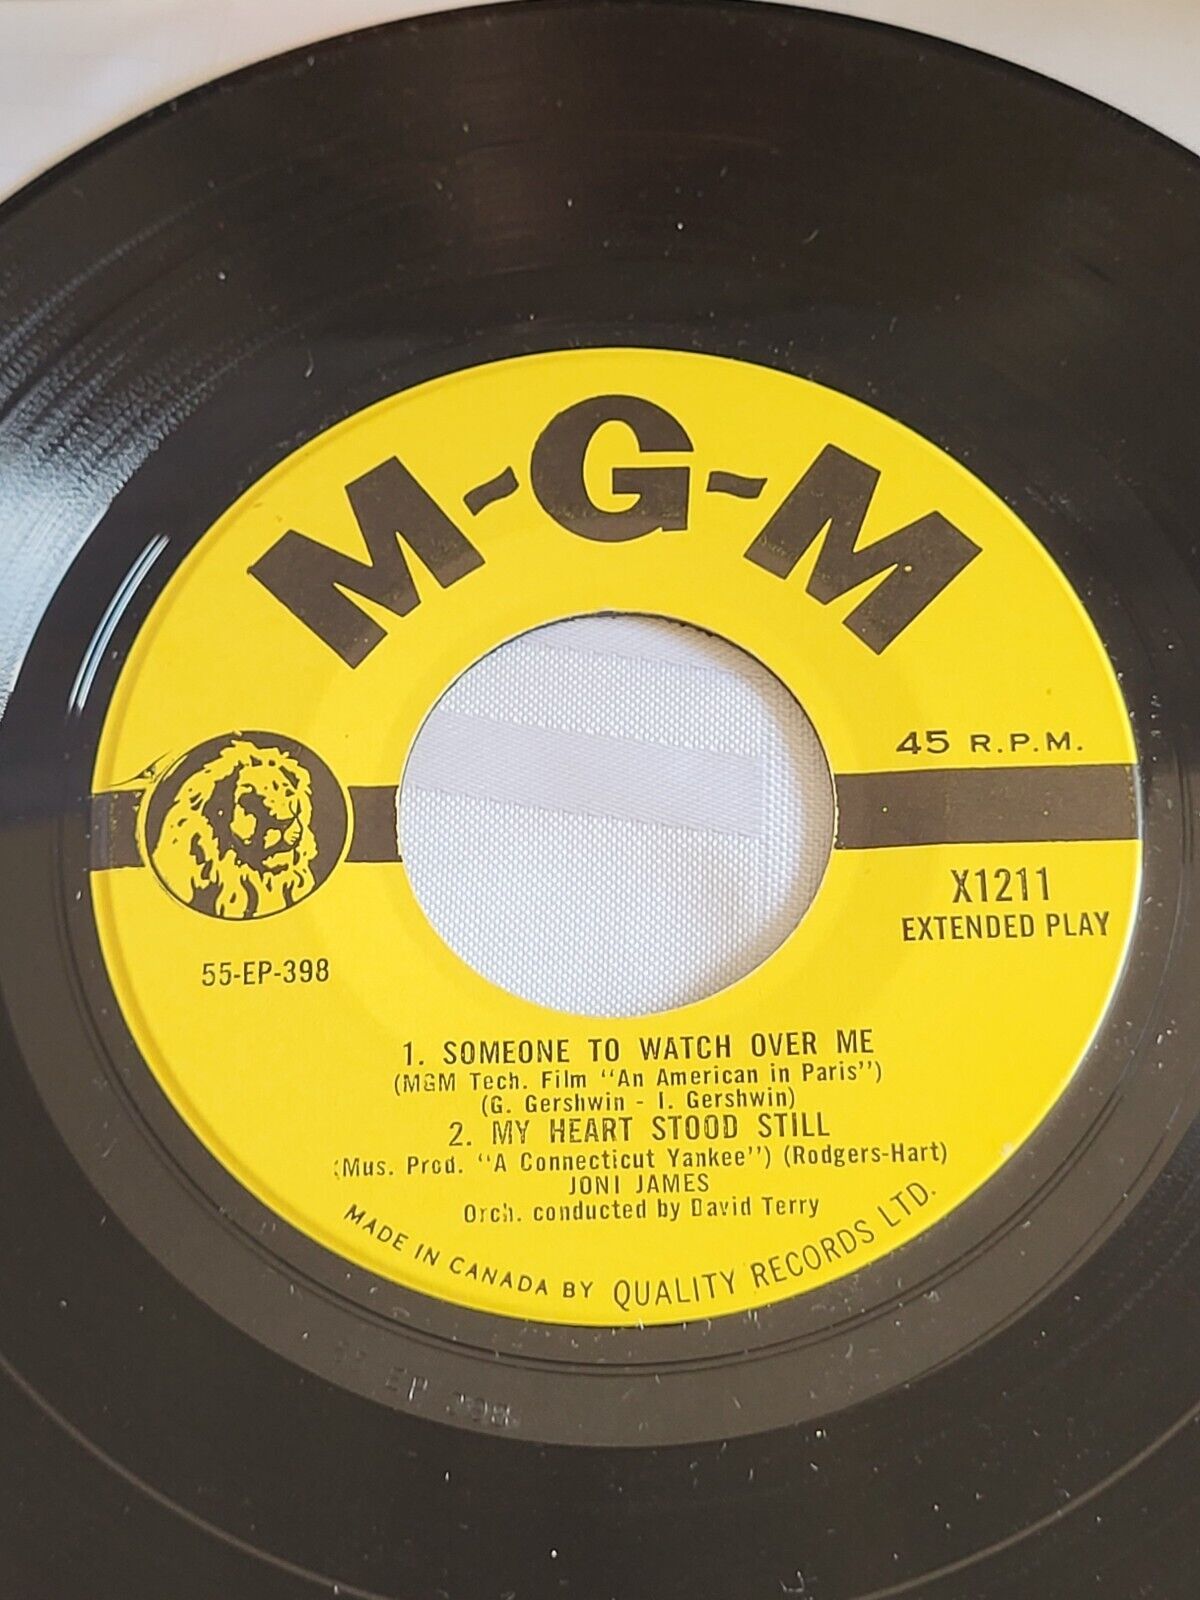 M-G-M
45 R.P.M.
X1211
EXTENDED PLAY
55-EP-398
1. SOMEONE TO WATCH OVER ME
(M&M Tech. Film "An American in Paris")
(G. Gershwin - I. Gershwin)
2. MY HEART STOOD STILL
(Mus. Prod. "A Connecticut Yankee") (Rodgers-Hart)
JONI JAMES
Orch. conducted by David Terry
MADE IN CANADA BY QUALITY RECORDS LTD.
EP 398